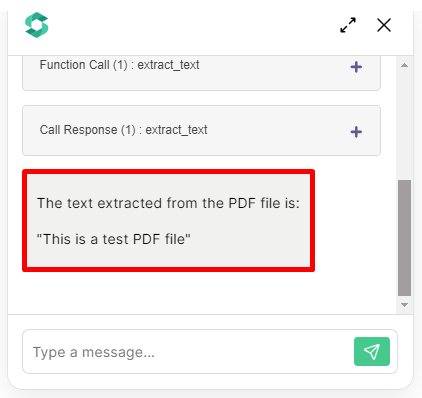 Function Call (1) : extract_text
Call Response (1) : extract_text
The text extracted from the PDF file is:
"This is a test PDF file"
Type a message...